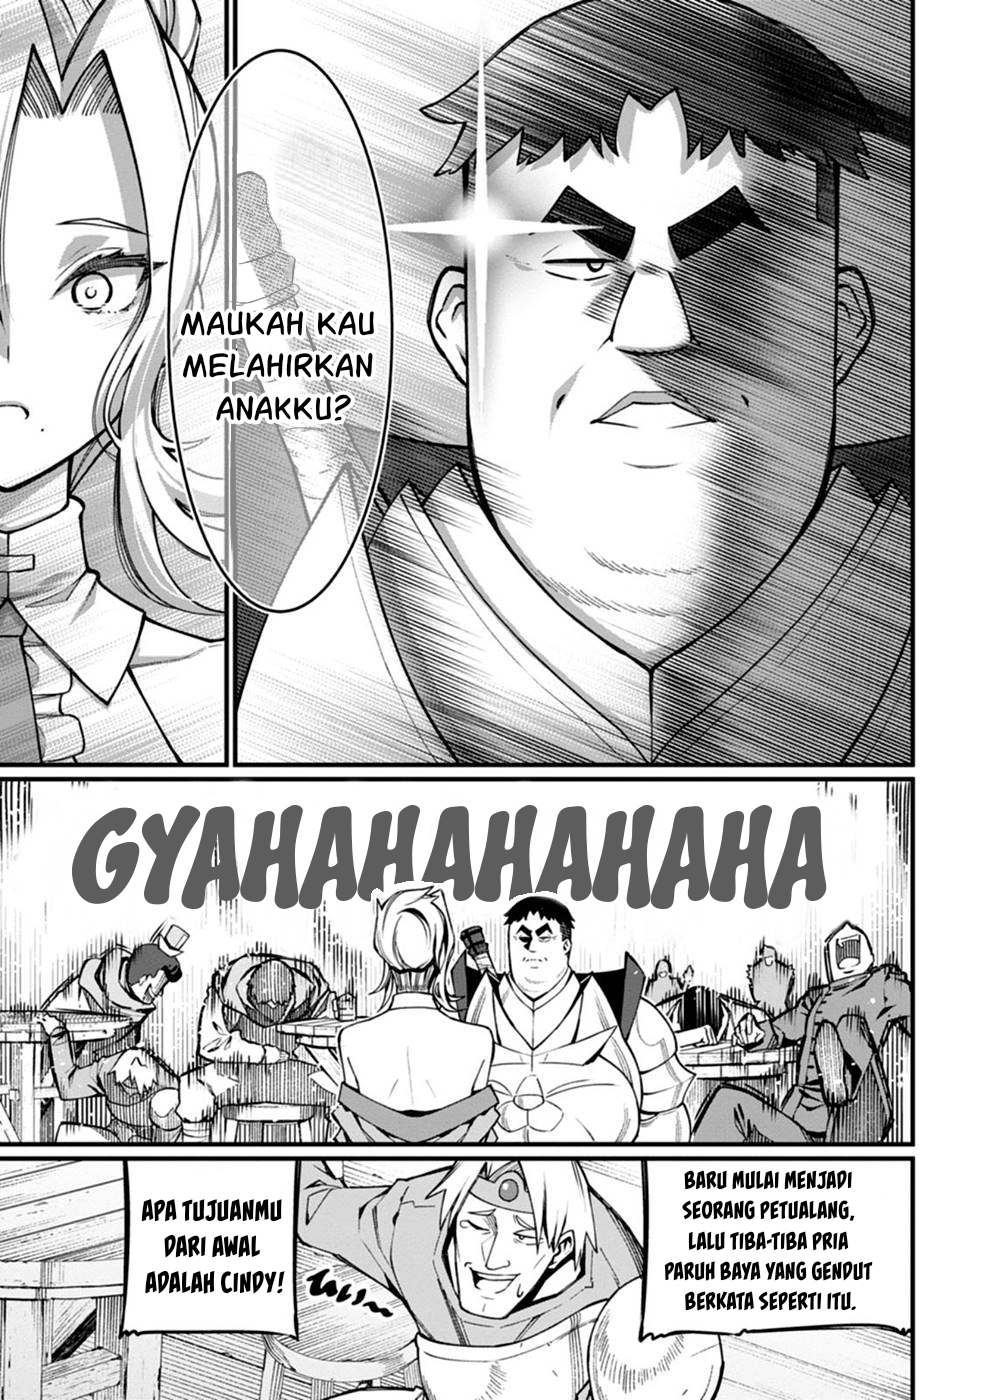 MAUKAH KAU
MELAHIRKAN
ANAKKU?
GYAHAHAHAHAHAHA
BARU MULAI MENJADI
SEORANG PETUALANG,
LALU TIBA-TIBA PRIA
PARUH BAYA YANG GENDUT
BERKATA SEPERTI ITU.
APA TUJUANMU
DARI AWAL
ADALAH CINDY!